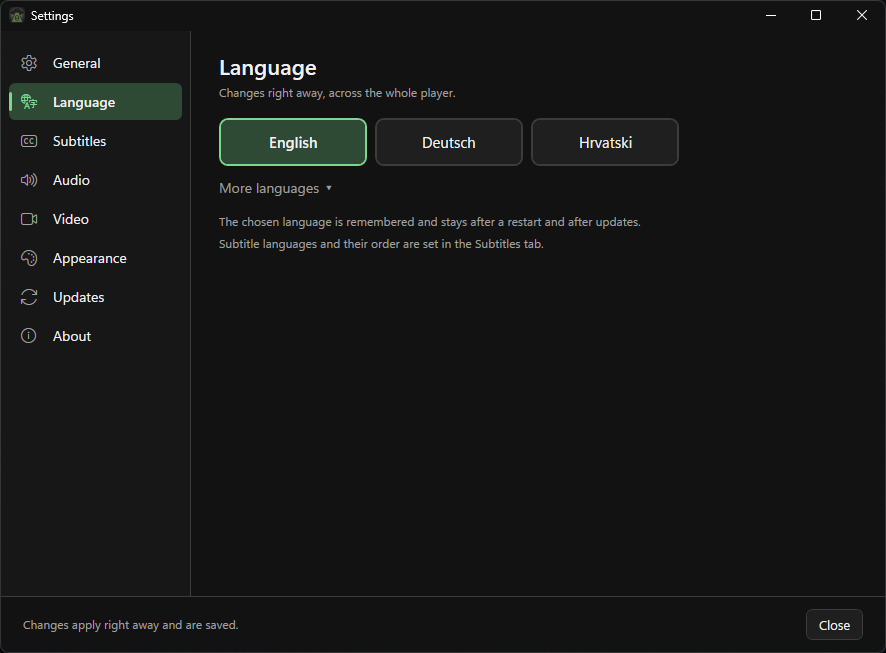 Settings
General
Language
Subtitles
Audio
Video
Appearance
Updates
About
Language
Changes right away, across the whole player.
English
Deutsch
Hrvatski
More languages
The chosen language is remembered and stays after a restart and after updates.
Subtitle languages and their order are set in the Subtitles tab.
Changes apply right away and are saved.
Close